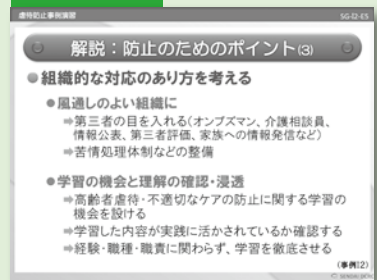 虐待防止事例演習
SG-I2-E5
解説：防止のためのポイント(3)
●組織的な対応のあり方を考える
●風通しのよい組織に
⇒第三者の目を入れる(オンブズマン、介護相談員、
情報公表、第三者評価、家族への情報発信など)
⇒苦情処理体制などの整備
●学習の機会と理解の確認・浸透
⇒高齢者虐待・不適切なケアの防止に関する学習の
機会を設ける
⇒学習した内容が実践に活かされているか確認する
⇒経験・職種・職責に関わらず、学習を徹底させる
(事例I2)